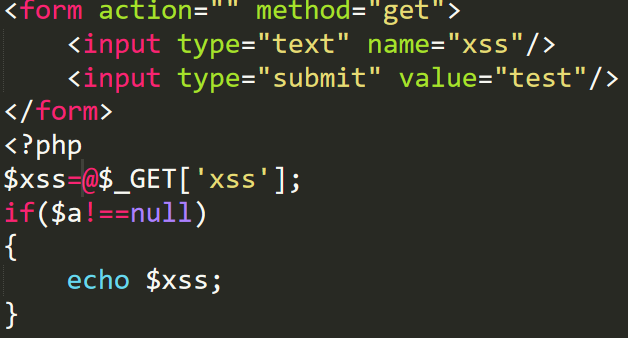 <form action="" method="get">
<input type="text" name="xss"/>
<input type="submit" value="test"/>
</form>
<?php
$xss=@$_GET['xss'];
if($a!==null)
{
echo $xss;
}